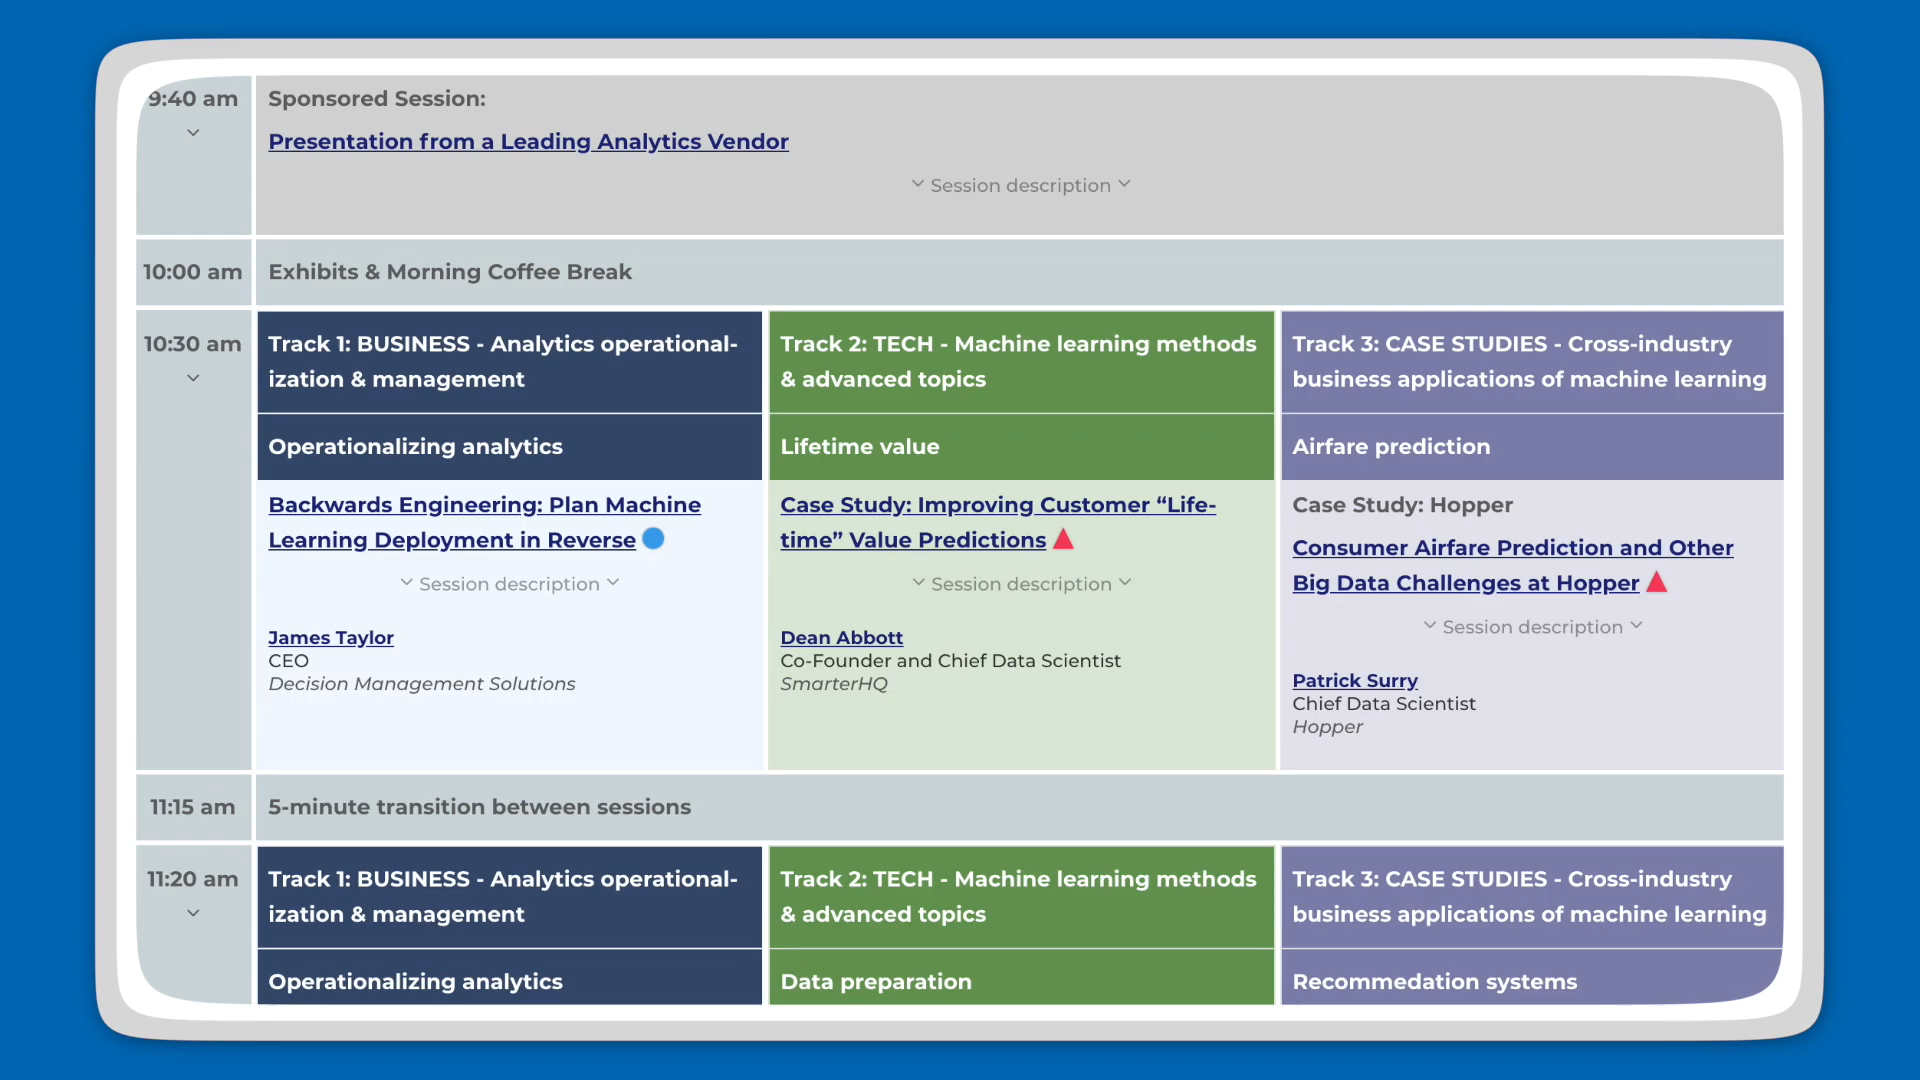 9:40 am
Sponsored Session:
Presentation from a Leading Analytics Vendor
Session description
10:00 am
Exhibits & Morning Coffee Break
10:30 am
Track 1: BUSINESS - Analytics operational-
ization & management
Operationalizing analytics
Backwards Engineering: Plan Machine
Learning Deployment in Reverse
Session description
James Taylor
CEO
Decision Management Solutions
Track 2: TECH - Machine learning methods
& advanced topics
Lifetime value
Case Study: Improving Customer “Life-
time” Value Predictions
Session description
Dean Abbott
Co-Founder and Chief Data Scientist
SmarterHQ
Track 3: CASE STUDIES - Cross-industry
business applications of machine learning
Airfare prediction
Case Study: Hopper
Consumer Airfare Prediction and Other
Big Data Challenges at Hopper
Session description
Patrick Surry
Chief Data Scientist
Hopper
11:15 am
5-minute transition between sessions
11:20 am
Track 1: BUSINESS - Analytics operational-
ization & management
Operationalizing analytics
Track 2: TECH - Machine learning methods
& advanced topics
Data preparation
Track 3: CASE STUDIES - Cross-industry
business applications of machine learning
Recommedation systems